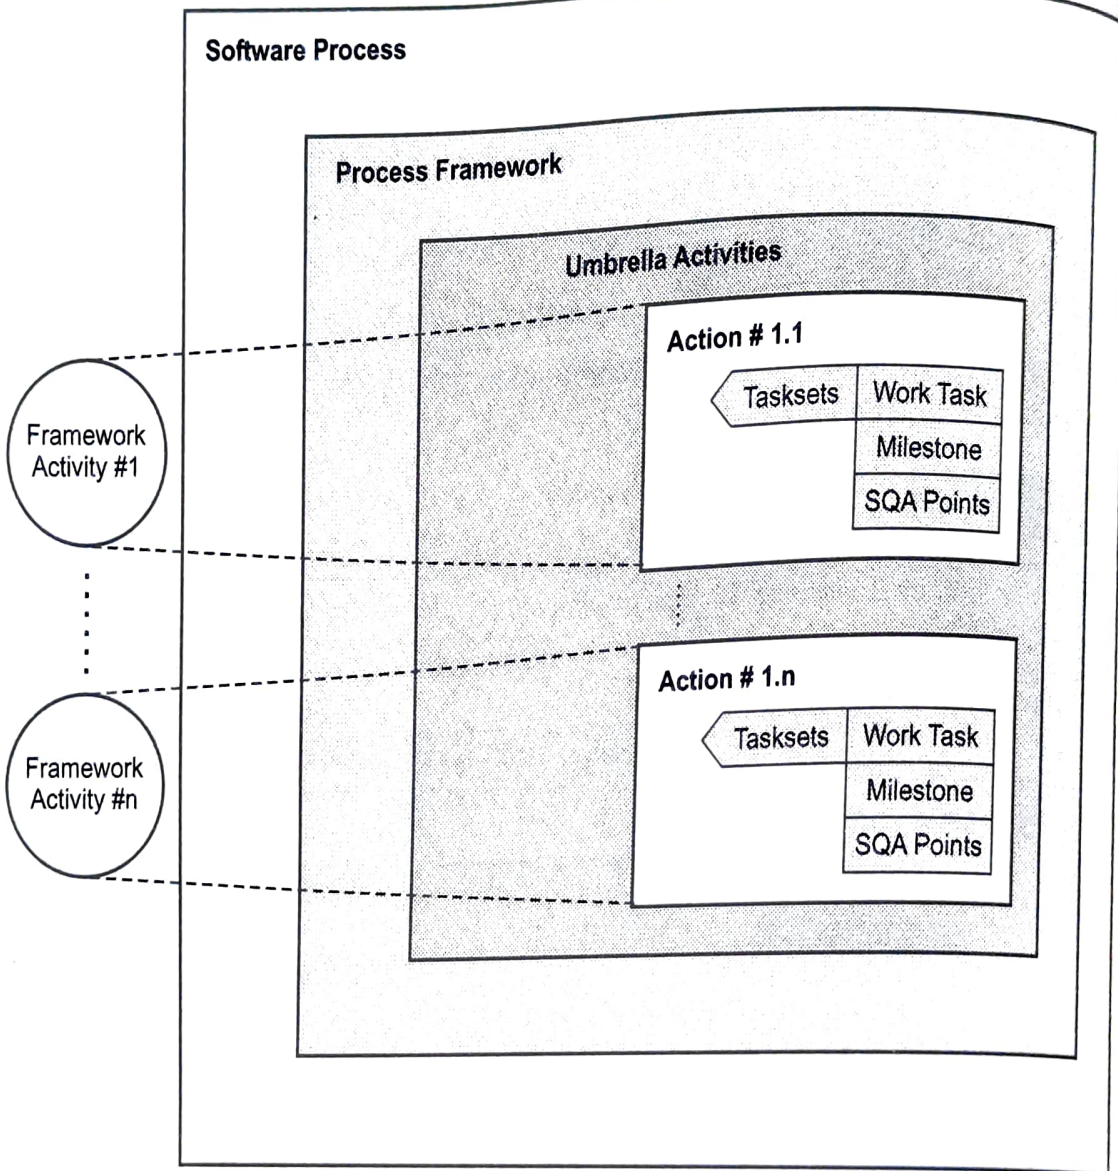 Software Process
Process Framework
Umbrella Activities
Action # 1.1
Tasksets
Work Task
Milestone
SQA Points
Framework
Activity #1
Action # 1.n
Tasksets
Work Task
Milestone
SQA Points
Framework
Activity #n